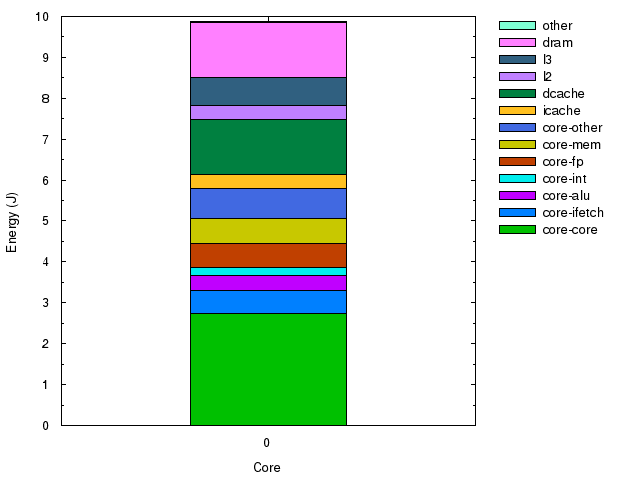 10
9
8
7
6
5
4
3
2
1
0
Energy (J)
0
Core
other
dram
l3
l2
dcache
icache
core-other
core-mem
core-fp
core-int
core-alu
core-ifetch
core-core